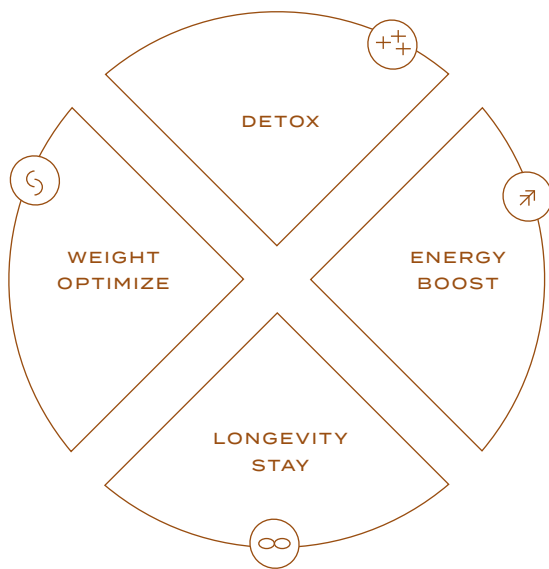 DETOX
WEIGHT
OPTIMIZE
ENERGY
BOOST
LONGEVITY
STAY